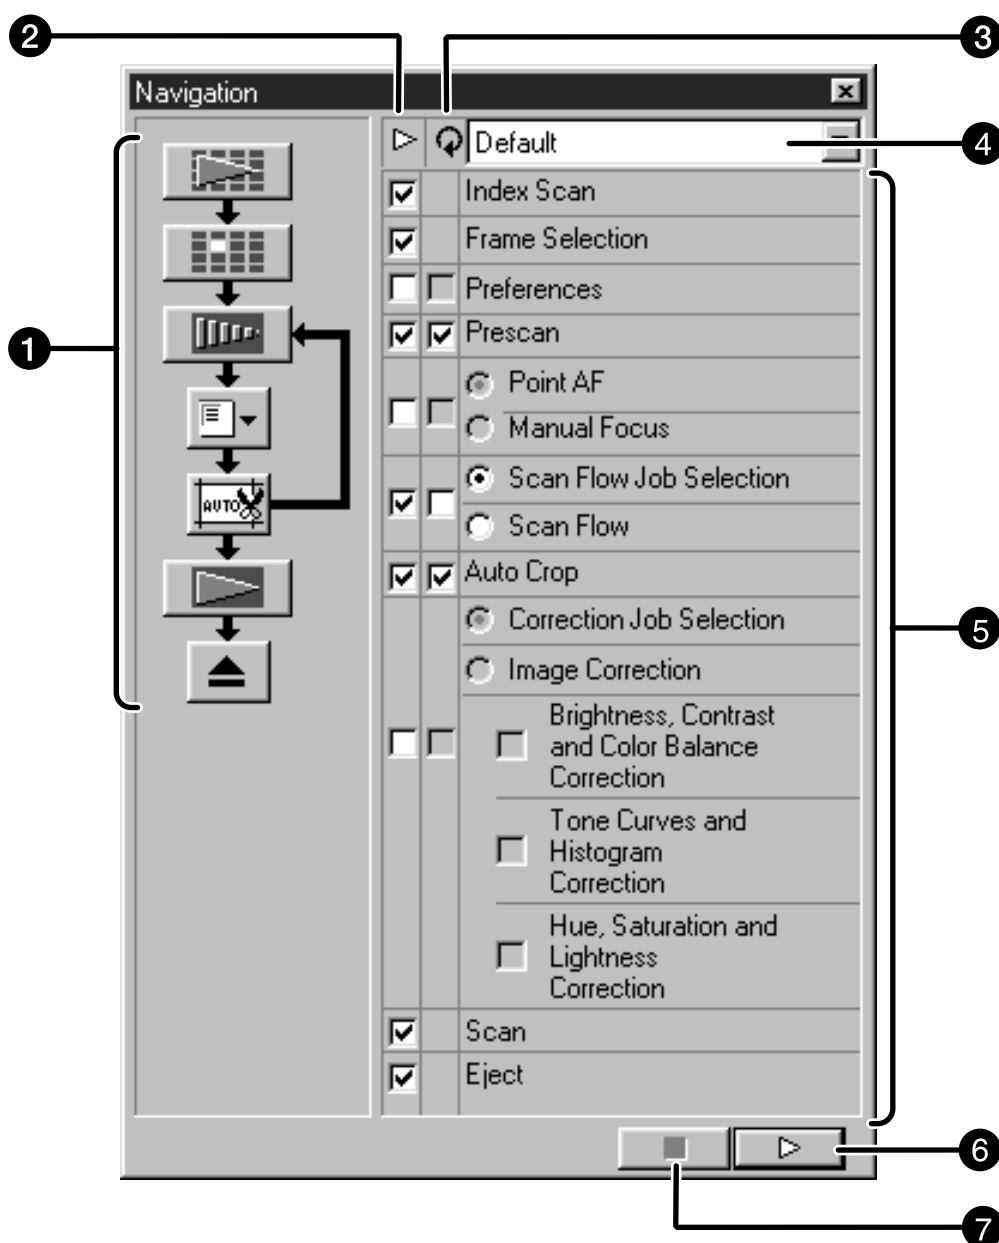 2
3
Navigation
Default
4
1
Index Scan
Frame Selection
Preferences
Prescan
Point AF
Manual Focus
Scan Flow Job Selection
AUTO
Scan Flow
Auto Crop
Correction Job Selection
5
Image Correction
Brightness, Contrast
and Color Balance
Correction
Tone Curves and
Histogram
Correction
Hue, Saturation and
Lightness
Correction
Scan
Eject
6
7